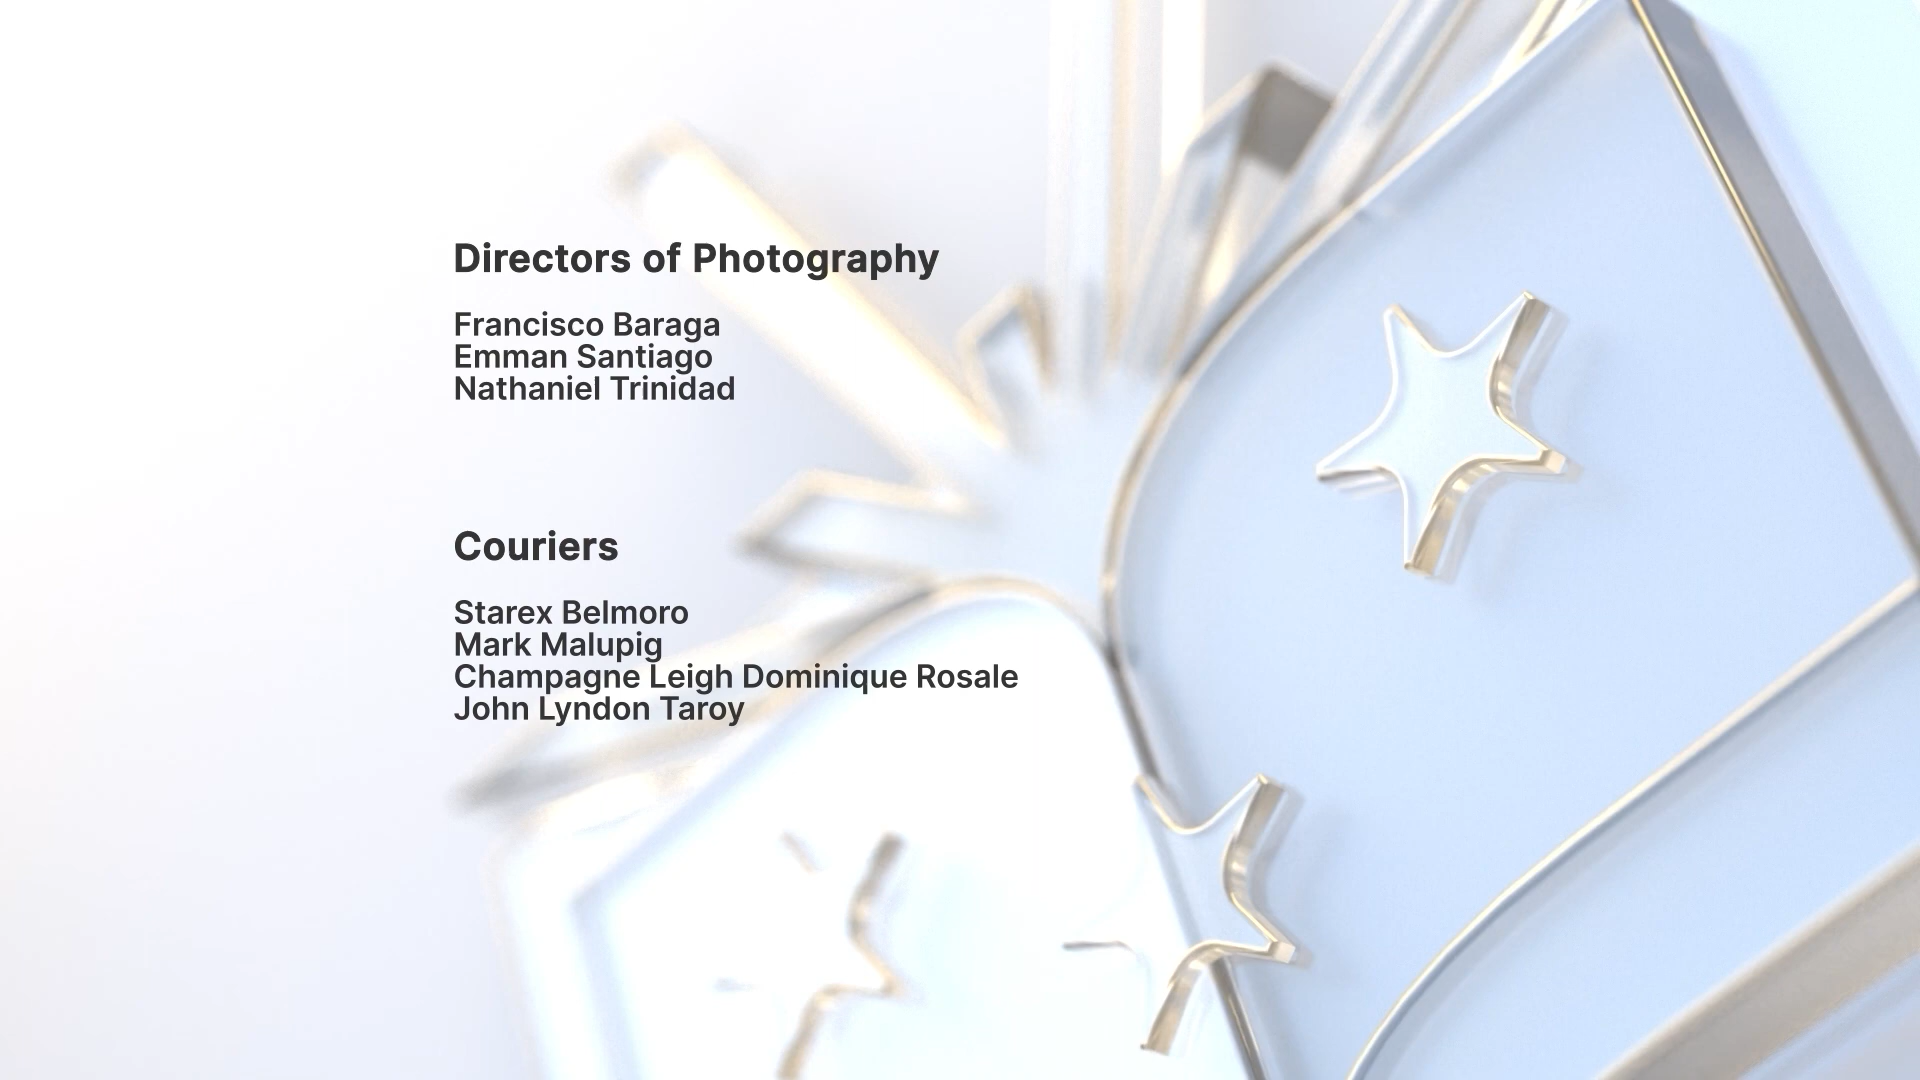 Directors of Photography
Francisco Baraga
Emman Santiago
Nathaniel Trinidad
Couriers
Starex Belmoro
Mark Malupig
Champagne Leigh Dominique Rosale
John Lyndon Taroy